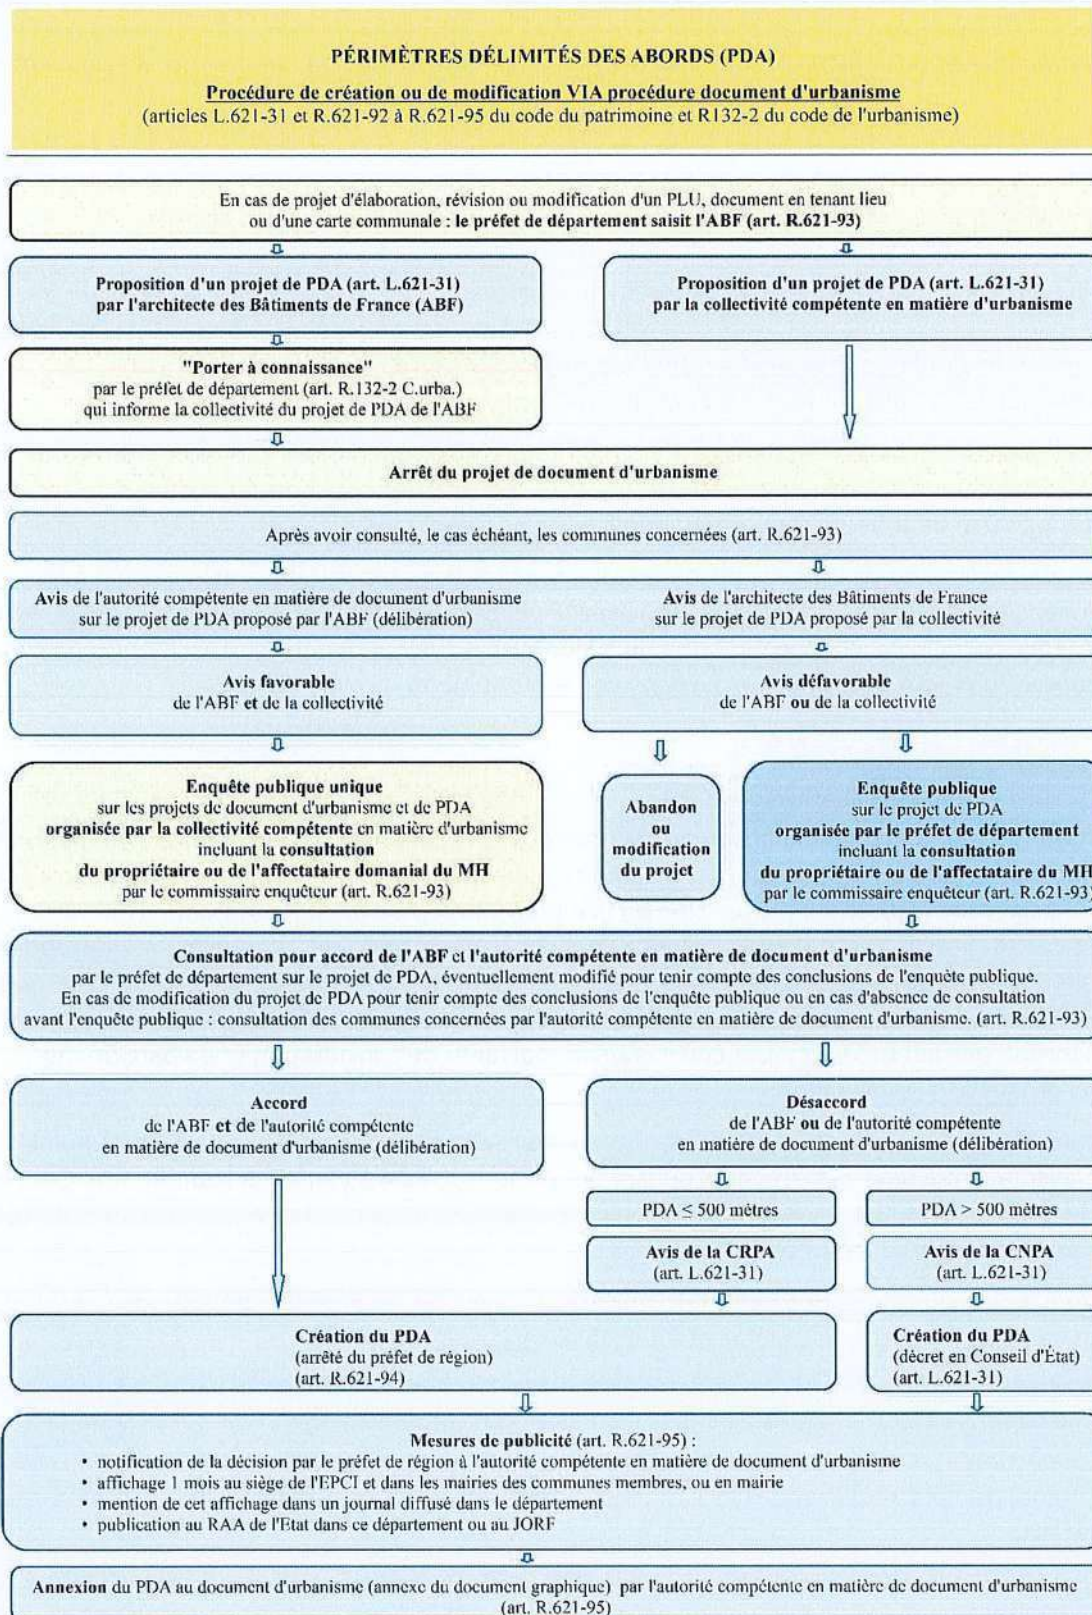 PÉRIMÈTRES DÉLIMITÉS DES ABORDS (PDA)
Procédure de création ou de modification VIA procédure document d'urbanisme
(articles L.621-31 et R.621-92 à R.621-95 du code du patrimoine et R132-2 du code de l'urbanisme)
En cas de projet d'élaboration, révision ou modification d'un PLU, document en tenant lieu
ou d'une carte communale : le préfet de département saisit l'ABF (art. R.621-93)
Proposition d'un projet de PDA (art. L.621-31)
par l'architecte des Bâtiments de France (ABF)
Proposition d'un projet de PDA (art. L.621-31)
par la collectivité compétente en matière d'urbanisme
"Porter à connaissance"
par le préfet de département (art. R.132-2 C.urba.)
qui informe la collectivité du projet de PDA de l'ABF
Arrêt du projet de document d'urbanisme
Après avoir consulté, le cas échéant, les communes concernées (art. R.621-93)
Avis de l'autorité compétente en matière de document d'urbanisme
sur le projet de PDA proposé par l'ABF (délibération)
Avis de l'architecte des Bâtiments de France
sur le projet de PDA proposé par la collectivité
Avis favorable
de l'ABF et de la collectivité
Avis défavorable
de l'ABF ou de la collectivité
Enquête publique unique
sur les projets de document d'urbanisme et de PDA
organisée par la collectivité compétente en matière d'urbanisme
incluant la consultation
du propriétaire ou de l'affectataire domanial du MH
par le commissaire enquêteur (art. R.621-93)
Abandon
ou
modification
du projet
Enquête publique
sur le projet de PDA
organisée par le préfet de département
incluant la consultation
du propriétaire ou de l'affectataire du MH
par le commissaire enquêteur (art. R.621-93)
Consultation pour accord de l'ABF et l'autorité compétente en matière de document d'urbanisme
par le préfet de département sur le projet de PDA, éventuellement modifié pour tenir compte des conclusions de l'enquête publique.
En cas de modification du projet de PDA pour tenir compte des conclusions de l'enquête publique ou en cas d'absence de consultation
avant l'enquête publique : consultation des communes concernées par l'autorité compétente en matière de document d'urbanisme. (art. R.621-93)
Accord
de l'ABF et de l'autorité compétente
en matière de document d'urbanisme (délibération)
Désaccord
de l'ABF ou de l'autorité compétente
en matière de document d'urbanisme (délibération)
PDA ≤ 500 mètres
PDA > 500 mètres
Avis de la CRPA
(art. L.621-31)
Avis de la CNPA
(art. L.621-31)
Création du PDA
(arrêté du préfet de région)
(art. R.621-94)
Création du PDA
(décret en Conseil d'État)
(art. L.621-31)
Mesures de publicité (art. R.621-95) :
• notification de la décision par le préfet de région à l'autorité compétente en matière de document d'urbanisme
• affichage 1 mois au siège de l'EPCI et dans les mairies des communes membres, ou en mairie
• mention de cet affichage dans un journal diffusé dans le département
• publication au RAA de l'Etat dans ce département ou au JORF
Annexion du PDA au document d'urbanisme (annexe du document graphique) par l'autorité compétente en matière de document d'urbanisme
(art. R.621-95)